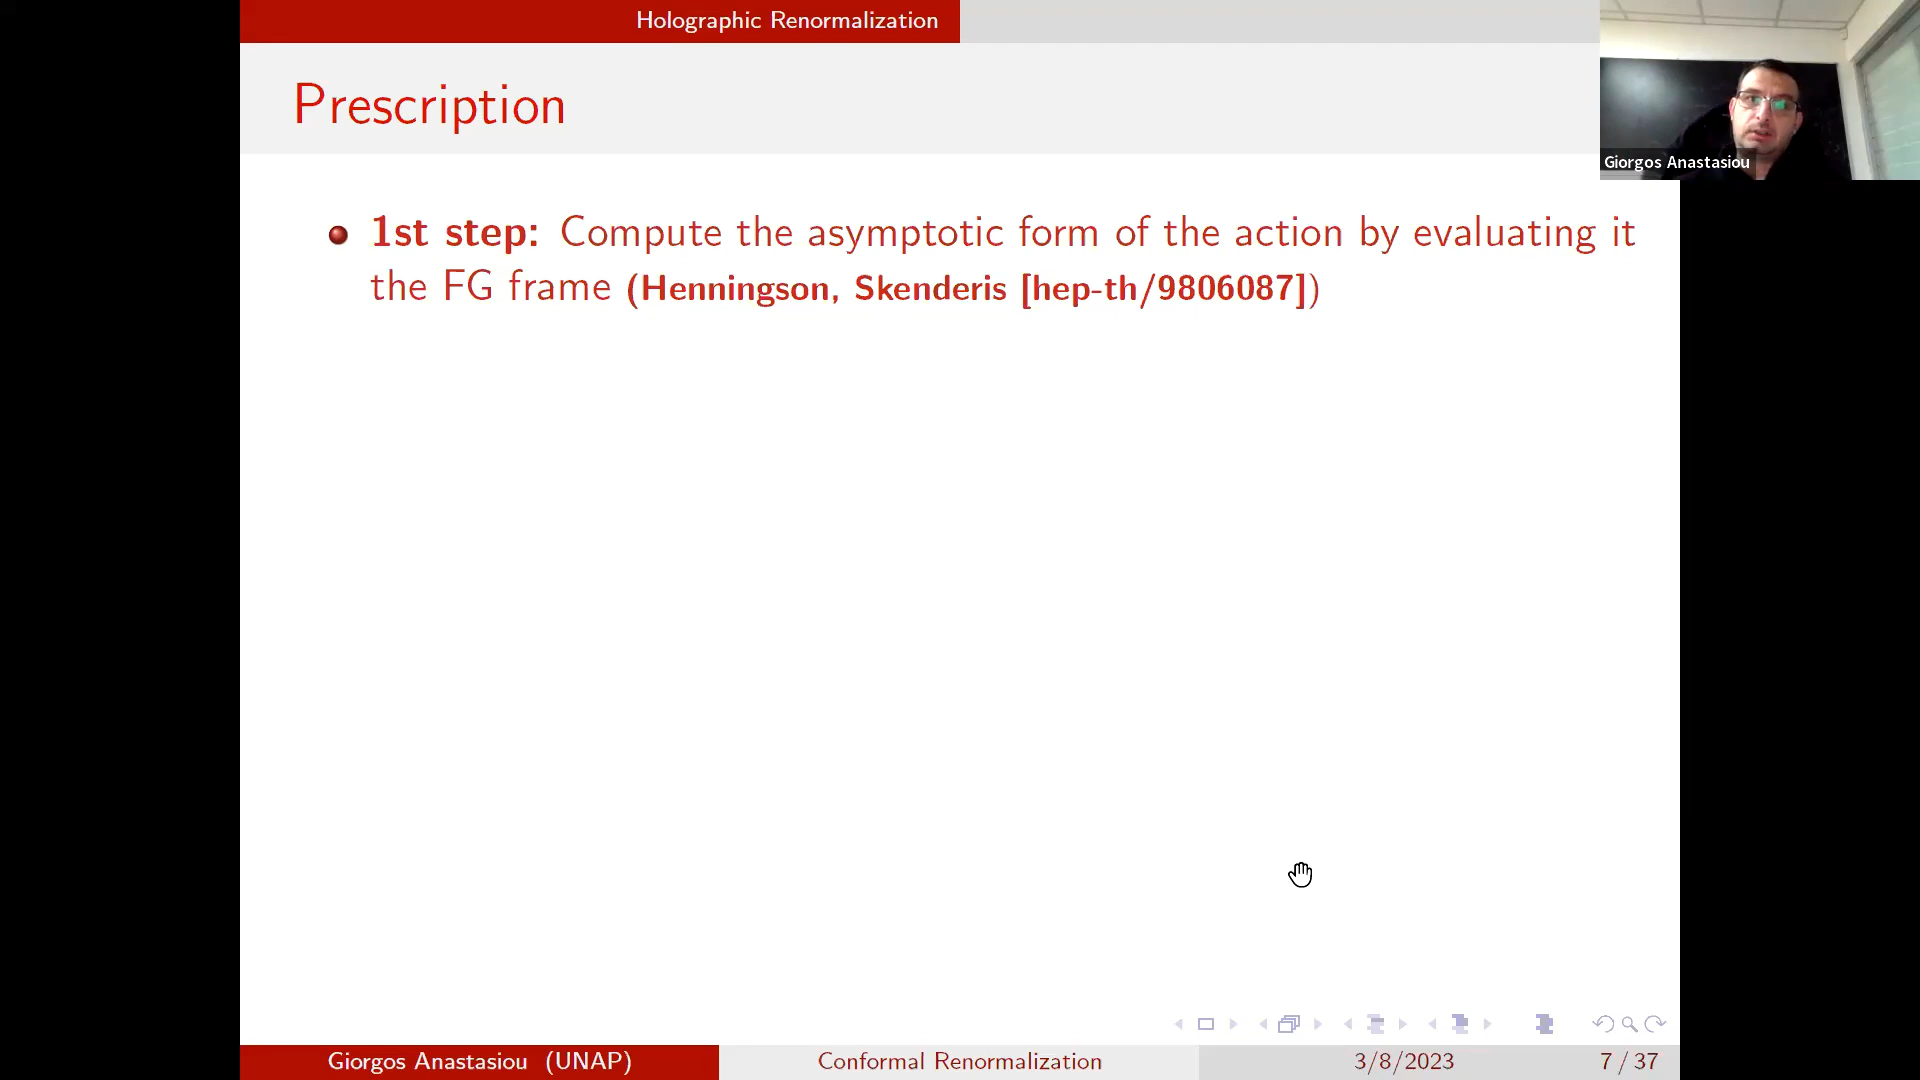 Holographic Renormalization
Prescription
Giorgos Anastasiou
1st step: Compute the asymptotic form of the action by evaluating it
the FG frame (Henningson, Skenderis [hep-th/9806087])
Giorgos Anastasiou (UNAP)
Conformal Renormalization
3/8/2023
7 / 37